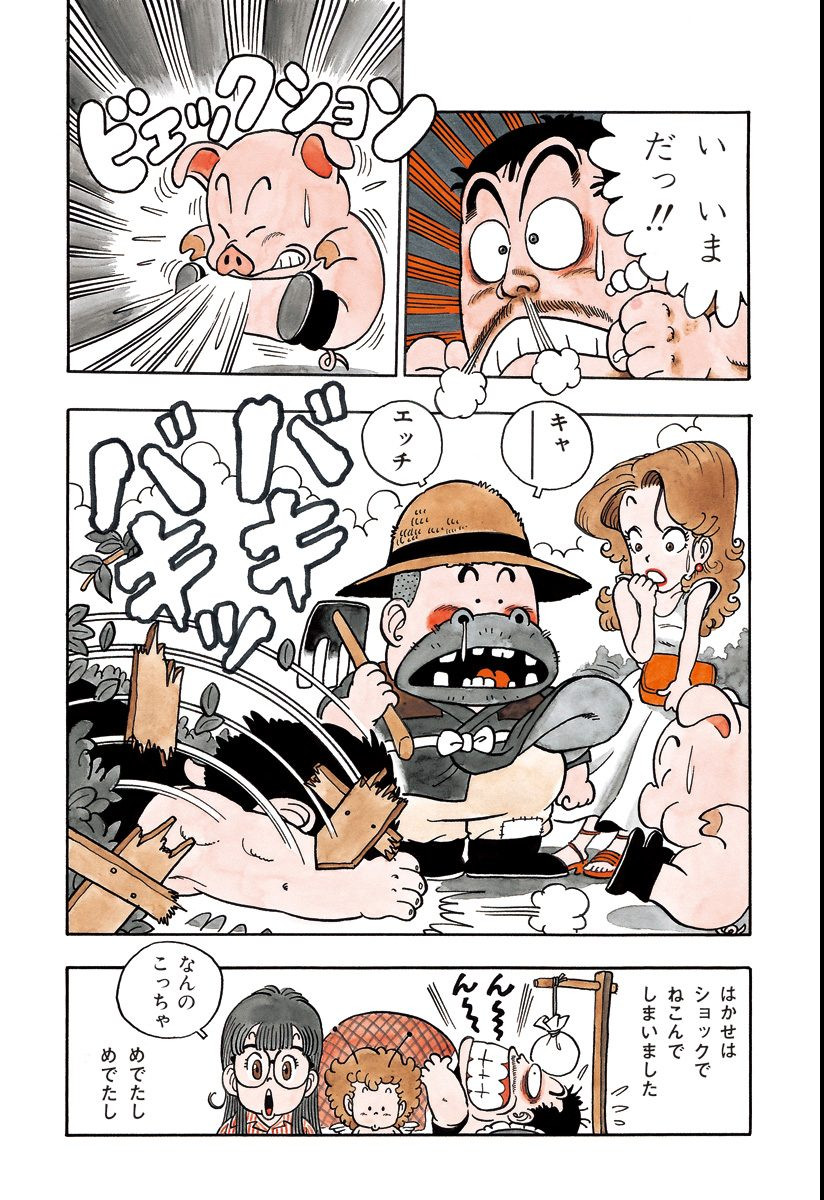 い いま
だっ!!
ビェックション
キャ
ー
エッチ
バキ
バキッ
はかせは
ショックで
ねこんで
しまいました
ん〜
ん〜
なんの
こっちゃ
めでたし
めでたし